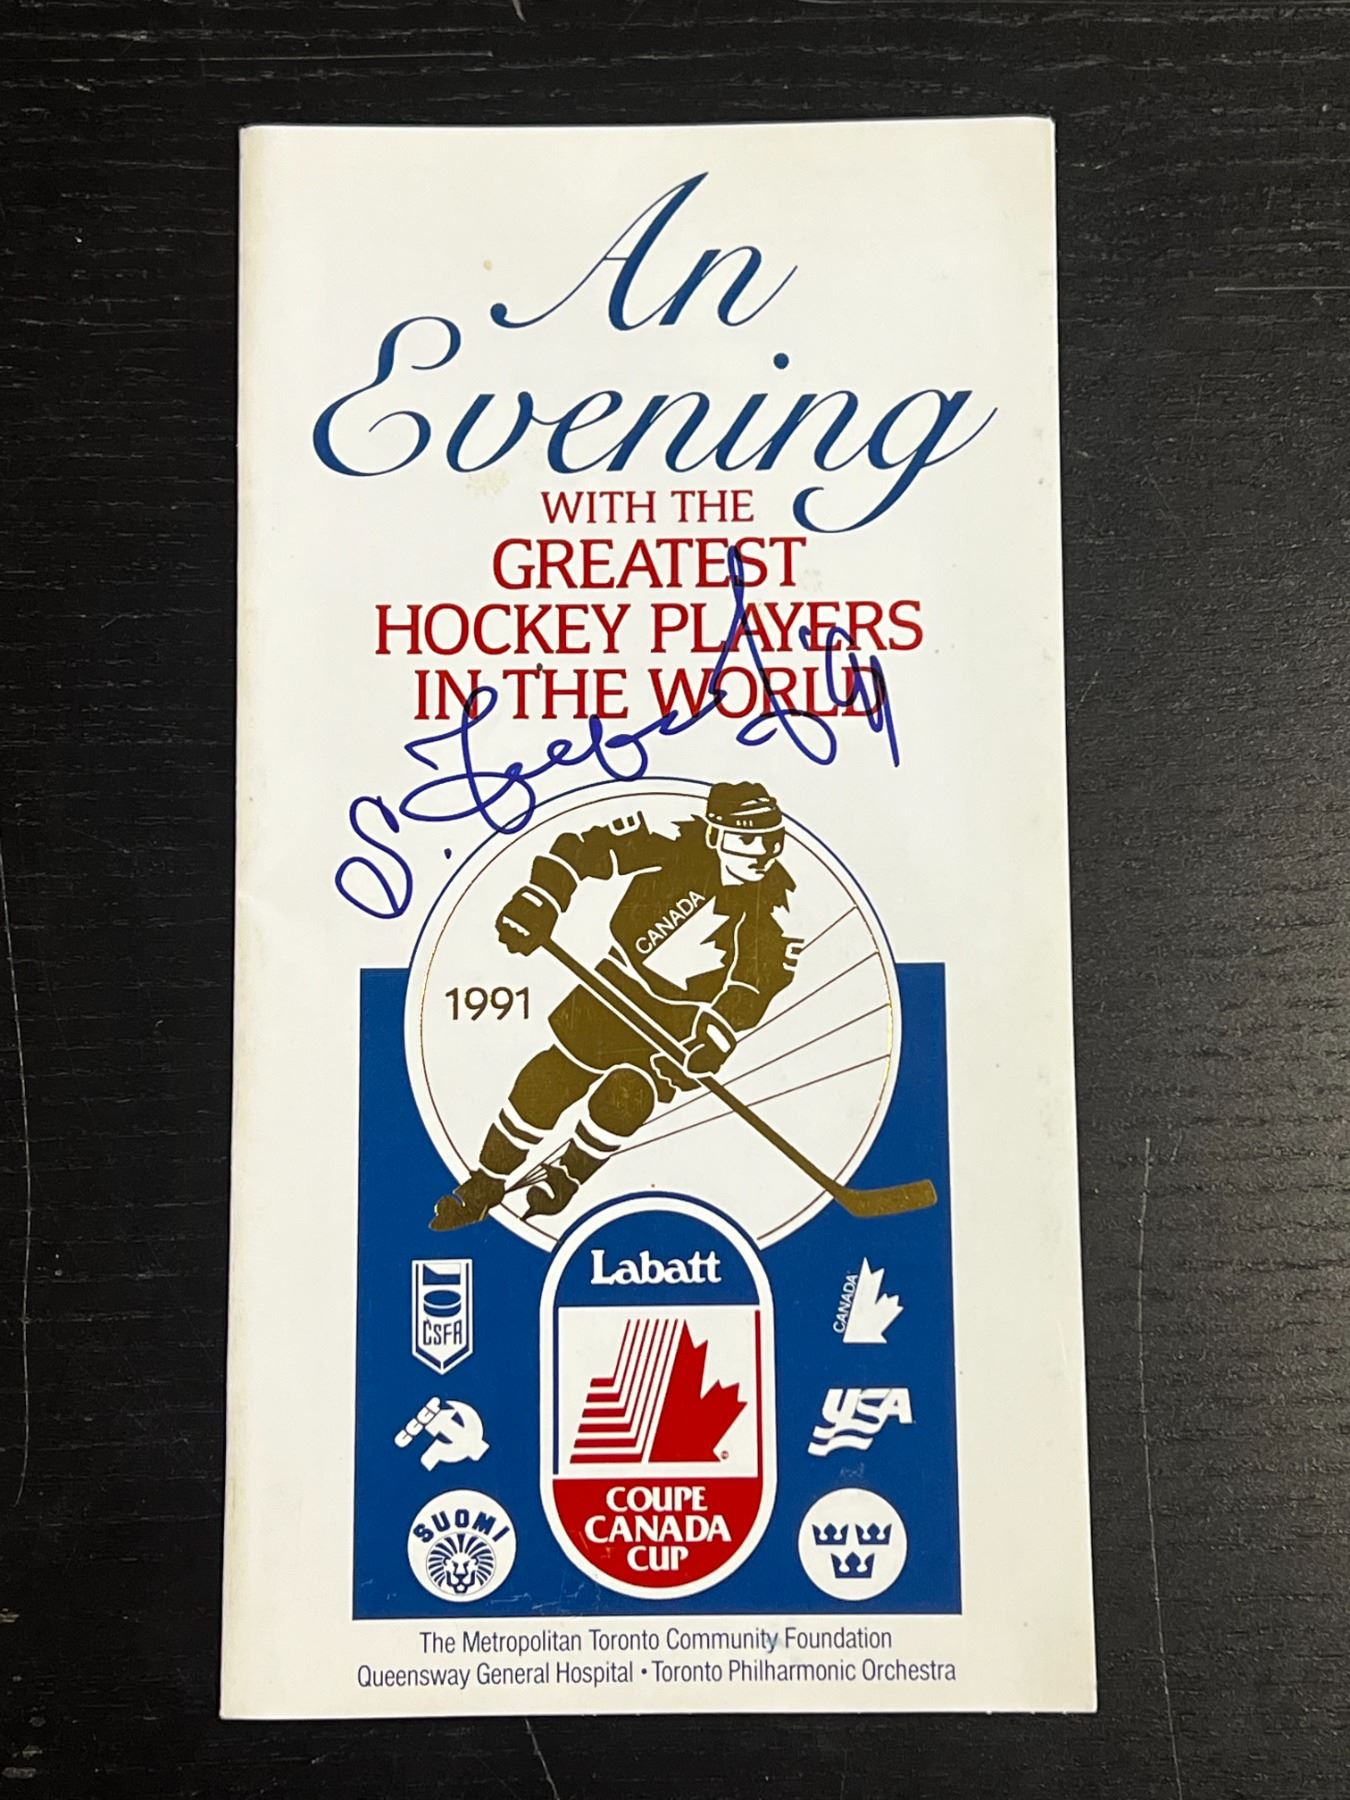 An
Evening
WITH THE
GREATEST
HOCKEY PLAYERS
IN THE WORLD
S.
CANADA
1991
Labatt
ČSFR
CANADA
CCCP
USA
COUPE
CANADA
CUP
SUOMI
The Metropolitan Toronto Community Foundation
Queensway General Hospital • Toronto Philharmonic Orchestra